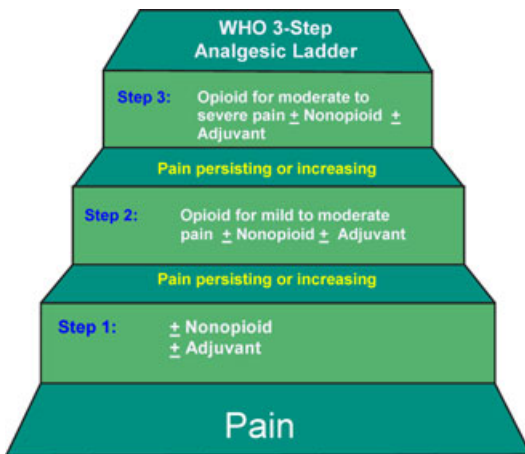 WHO 3-Step
Analgesic Ladder
Step 3: Opioid for moderate to
severe pain ± Nonopioid ±
Adjuvant
Pain persisting or increasing
Step 2: Opioid for mild to moderate
pain ± Nonopioid ± Adjuvant
Pain persisting or increasing
Step 1: ± Nonopioid
± Adjuvant
Pain